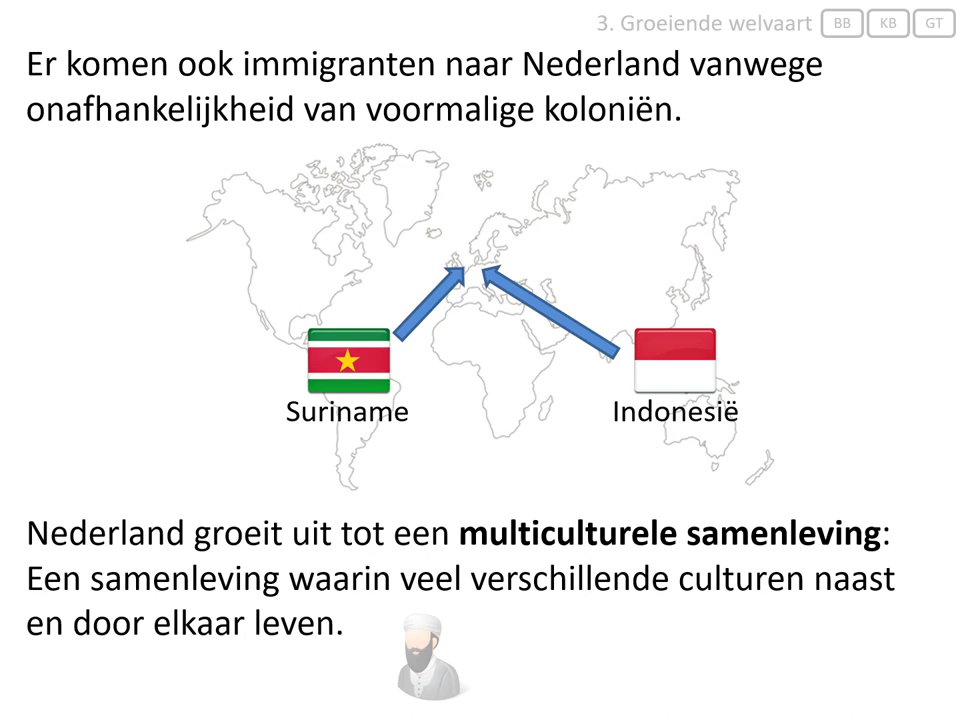 3. Groeiende welvaart BB KB GT
Er komen ook immigranten naar Nederland vanwege
onafhankelijkheid van voormalige koloniën.
Suriname Indonesië
Nederland groeit uit tot een multiculturele samenleving:
Een samenleving waarin veel verschillende culturen naast
en door elkaar leven.